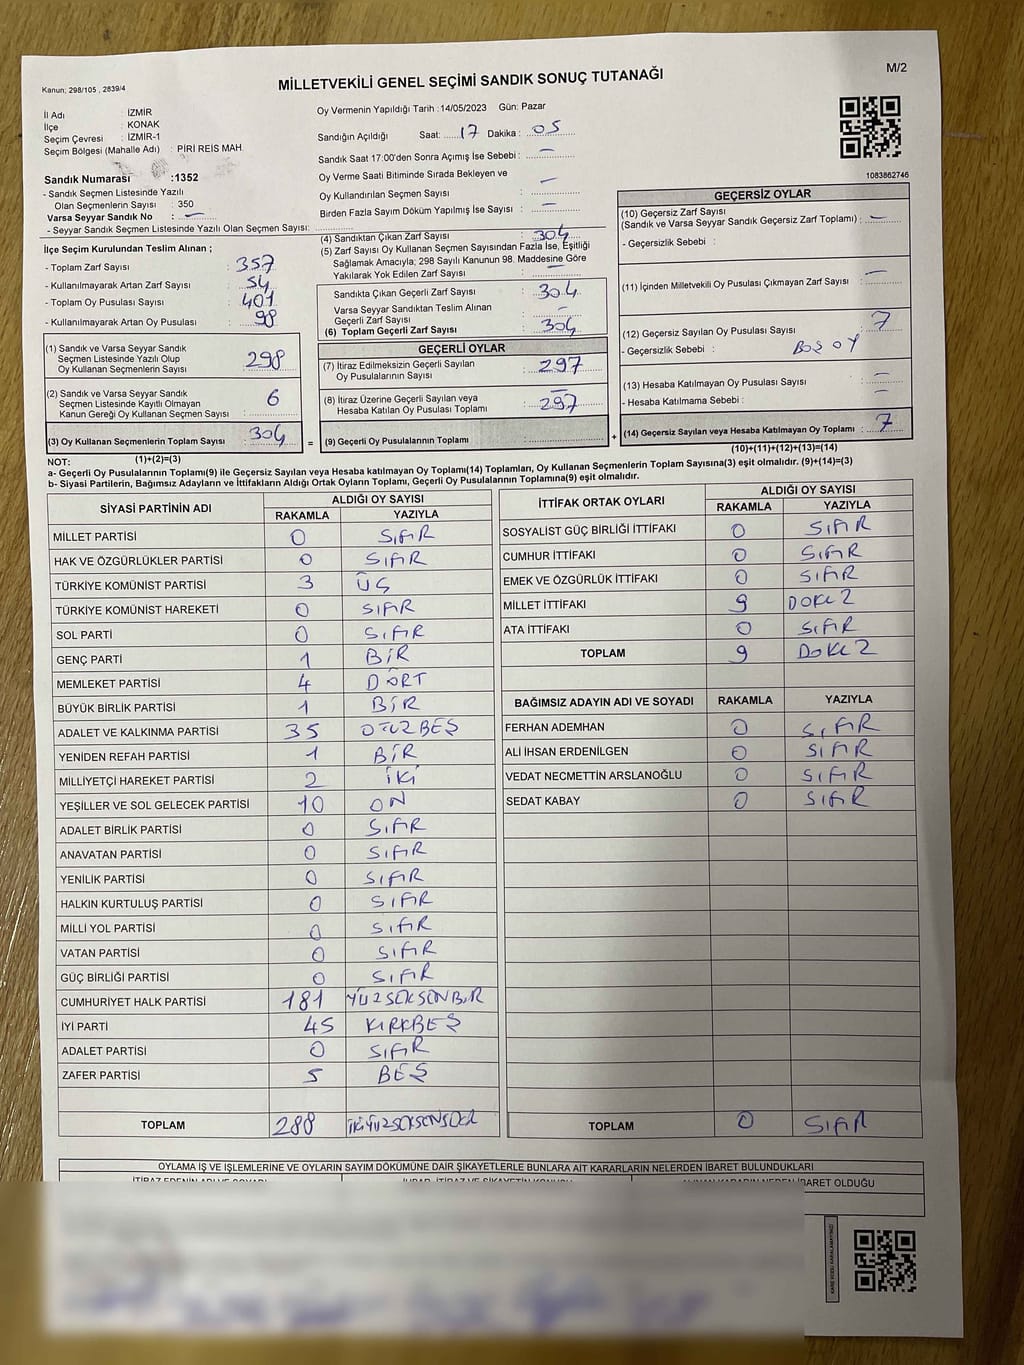 M/2
Kanun; 298/105 , 2839/4
MİLLETVEKİLİ GENEL SEÇİMİ SANDIK SONUÇ TUTANAĞI
İl Adı : İZMİR
İlçe : KONAK
Seçim Çevresi : İZMİR-1
Seçim Bölgesi (Mahalle Adı) : PİRİ REİS MAH.
Sandık Numarası :1352
- Sandık Seçmen Listesinde Yazılı
Olan Seçmenlerin Sayısı : 350
Varsa Seyyar Sandık No : —
- Seyyar Sandık Seçmen Listesinde Yazılı Olan Seçmen Sayısı:
Oy Vermenin Yapıldığı Tarih :14/05/2023 Gün: Pazar
Sandığın Açıldığı Saat: 17 Dakika : 05
Sandık Saat 17:00'den Sonra Açımış İse Sebebi : —
Oy Verme Saati Bitiminde Sırada Bekleyen ve
Oy Kullandırılan Seçmen Sayısı : —
Birden Fazla Sayım Döküm Yapılmış İse Sayısı : —
1083862746
İlçe Seçim Kurulundan Teslim Alınan ;
- Toplam Zarf Sayısı : 357
- Kullanılmayarak Artan Zarf Sayısı : 54
- Toplam Oy Pusulası Sayısı : 401
- Kullanılmayarak Artan Oy Pusulası : 98
(1) Sandık ve Varsa Seyyar Sandık
Seçmen Listesinde Yazılı Olup
Oy Kullanan Seçmenlerin Sayısı : 298
(2) Sandık ve Varsa Seyyar Sandık
Seçmen Listesinde Kayıtlı Olmayan
Kanun Gereği Oy Kullanan Seçmen Sayısı : 6
(3) Oy Kullanan Seçmenlerin Toplam Sayısı : 304
(1)+(2)=(3)
(4) Sandıktan Çıkan Zarf Sayısı : 304
(5) Zarf Sayısı Oy Kullanan Seçmen Sayısından Fazla İse, Eşitliği
Sağlamak Amacıyla; 298 Sayılı Kanunun 98. Maddesine Göre
Yakılarak Yok Edilen Zarf Sayısı : —
Sandıkta Çıkan Geçerli Zarf Sayısı : 304
Varsa Seyyar Sandıktan Teslim Alınan
Geçerli Zarf Sayısı : —
(6) Toplam Geçerli Zarf Sayısı : 304
GEÇERLİ OYLAR
(7) İtiraz Edilmeksizin Geçerli Sayılan
Oy Pusulalarının Sayısı : 297
(8) İtiraz Üzerine Geçerli Sayılan veya
Hesaba Katılan Oy Pusulası Toplamı : — 297
= (9) Geçerli Oy Pusulalarının Toplamı : +
GEÇERSİZ OYLAR
(10) Geçersiz Zarf Sayısı
(Sandık ve Varsa Seyyar Sandık Geçersiz Zarf Toplamı) : —
- Geçersizlik Sebebi :
(11) İçinden Milletvekili Oy Pusulası Çıkmayan Zarf Sayısı : —
(12) Geçersiz Sayılan Oy Pusulası Sayısı : 7
- Geçersizlik Sebebi : BOŞ OY
(13) Hesaba Katılmayan Oy Pusulası Sayısı : —
- Hesaba Katılmama Sebebi : —
(14) Geçersiz Sayılan veya Hesaba Katılmayan Oy Toplamı : 7
(10)+(11)+(12)+(13)=(14)
NOT:
a- Geçerli Oy Pusulalarının Toplamı(9) ile Geçersiz Sayılan veya Hesaba katılmayan Oy Toplamı(14) Toplamları, Oy Kullanan Seçmenlerin Toplam Sayısına(3) eşit olmalıdır. (9)+(14)=(3)
b- Siyasi Partilerin, Bağımsız Adayların ve İttifakların Aldığı Ortak Oyların Toplamı, Geçerli Oy Pusulalarının Toplamına(9) eşit olmalıdır.
SİYASİ PARTİNİN ADI ALDIĞI OY SAYISI
RAKAMLA YAZIYLA
MİLLET PARTİSİ 0 SIFIR
HAK VE ÖZGÜRLÜKLER PARTİSİ 0 SIFIR
TÜRKİYE KOMÜNİST PARTİSİ 3 ÜÇ
TÜRKİYE KOMÜNİST HAREKETİ 0 SIFIR
SOL PARTİ 0 SIFIR
GENÇ PARTİ 1 BİR
MEMLEKET PARTİSİ 4 DÖRT
BÜYÜK BİRLİK PARTİSİ 1 BİR
ADALET VE KALKINMA PARTİSİ 35 OTUZBEŞ
YENİDEN REFAH PARTİSİ 1 BİR
MİLLİYETÇİ HAREKET PARTİSİ 2 İKİ
YEŞİLLER VE SOL GELECEK PARTİSİ 10 ON
ADALET BİRLİK PARTİSİ 0 SIFIR
ANAVATAN PARTİSİ 0 SIFIR
YENİLİK PARTİSİ 0 SIFIR
HALKIN KURTULUŞ PARTİSİ 0 SIFIR
MİLLİ YOL PARTİSİ 0 SIFIR
VATAN PARTİSİ 0 SIFIR
GÜÇ BİRLİĞİ PARTİSİ 0 SIFIR
CUMHURİYET HALK PARTİSİ 181 YÜZSEKSENBİR
İYİ PARTİ 45 KIRKBEŞ
ADALET PARTİSİ 0 SIFIR
ZAFER PARTİSİ 5 BEŞ
TOPLAM 288
İTTİFAK ORTAK OYLARI ALDIĞI OY SAYISI
RAKAMLA YAZIYLA
SOSYALİST GÜÇ BİRLİĞİ İTTİFAKI 0 SIFIR
CUMHUR İTTİFAKI 0 SIFIR
EMEK VE ÖZGÜRLÜK İTTİFAKI 0 SIFIR
MİLLET İTTİFAKI 9 DOKUZ
ATA İTTİFAKI 0 SIFIR
TOPLAM 9 DOKUZ
BAĞIMSIZ ADAYIN ADI VE SOYADI RAKAMLA YAZIYLA
FERHAN ADEMHAN 0 SIFIR
ALİ İHSAN ERDENİLGEN 0 SIFIR
VEDAT NECMETTİN ARSLANOĞLU 0 SIFIR
SEDAT KABAY 0 SIFIR
TOPLAM 0 SIFIR
OYLAMA İŞ VE İŞLEMLERİNE VE OYLARIN SAYIM DÖKÜMÜNE DAİR ŞİKAYETLERLE BUNLARA AİT KARARLARIN NELERDEN İBARET BULUNDUKLARI
İBARET OLDUĞU